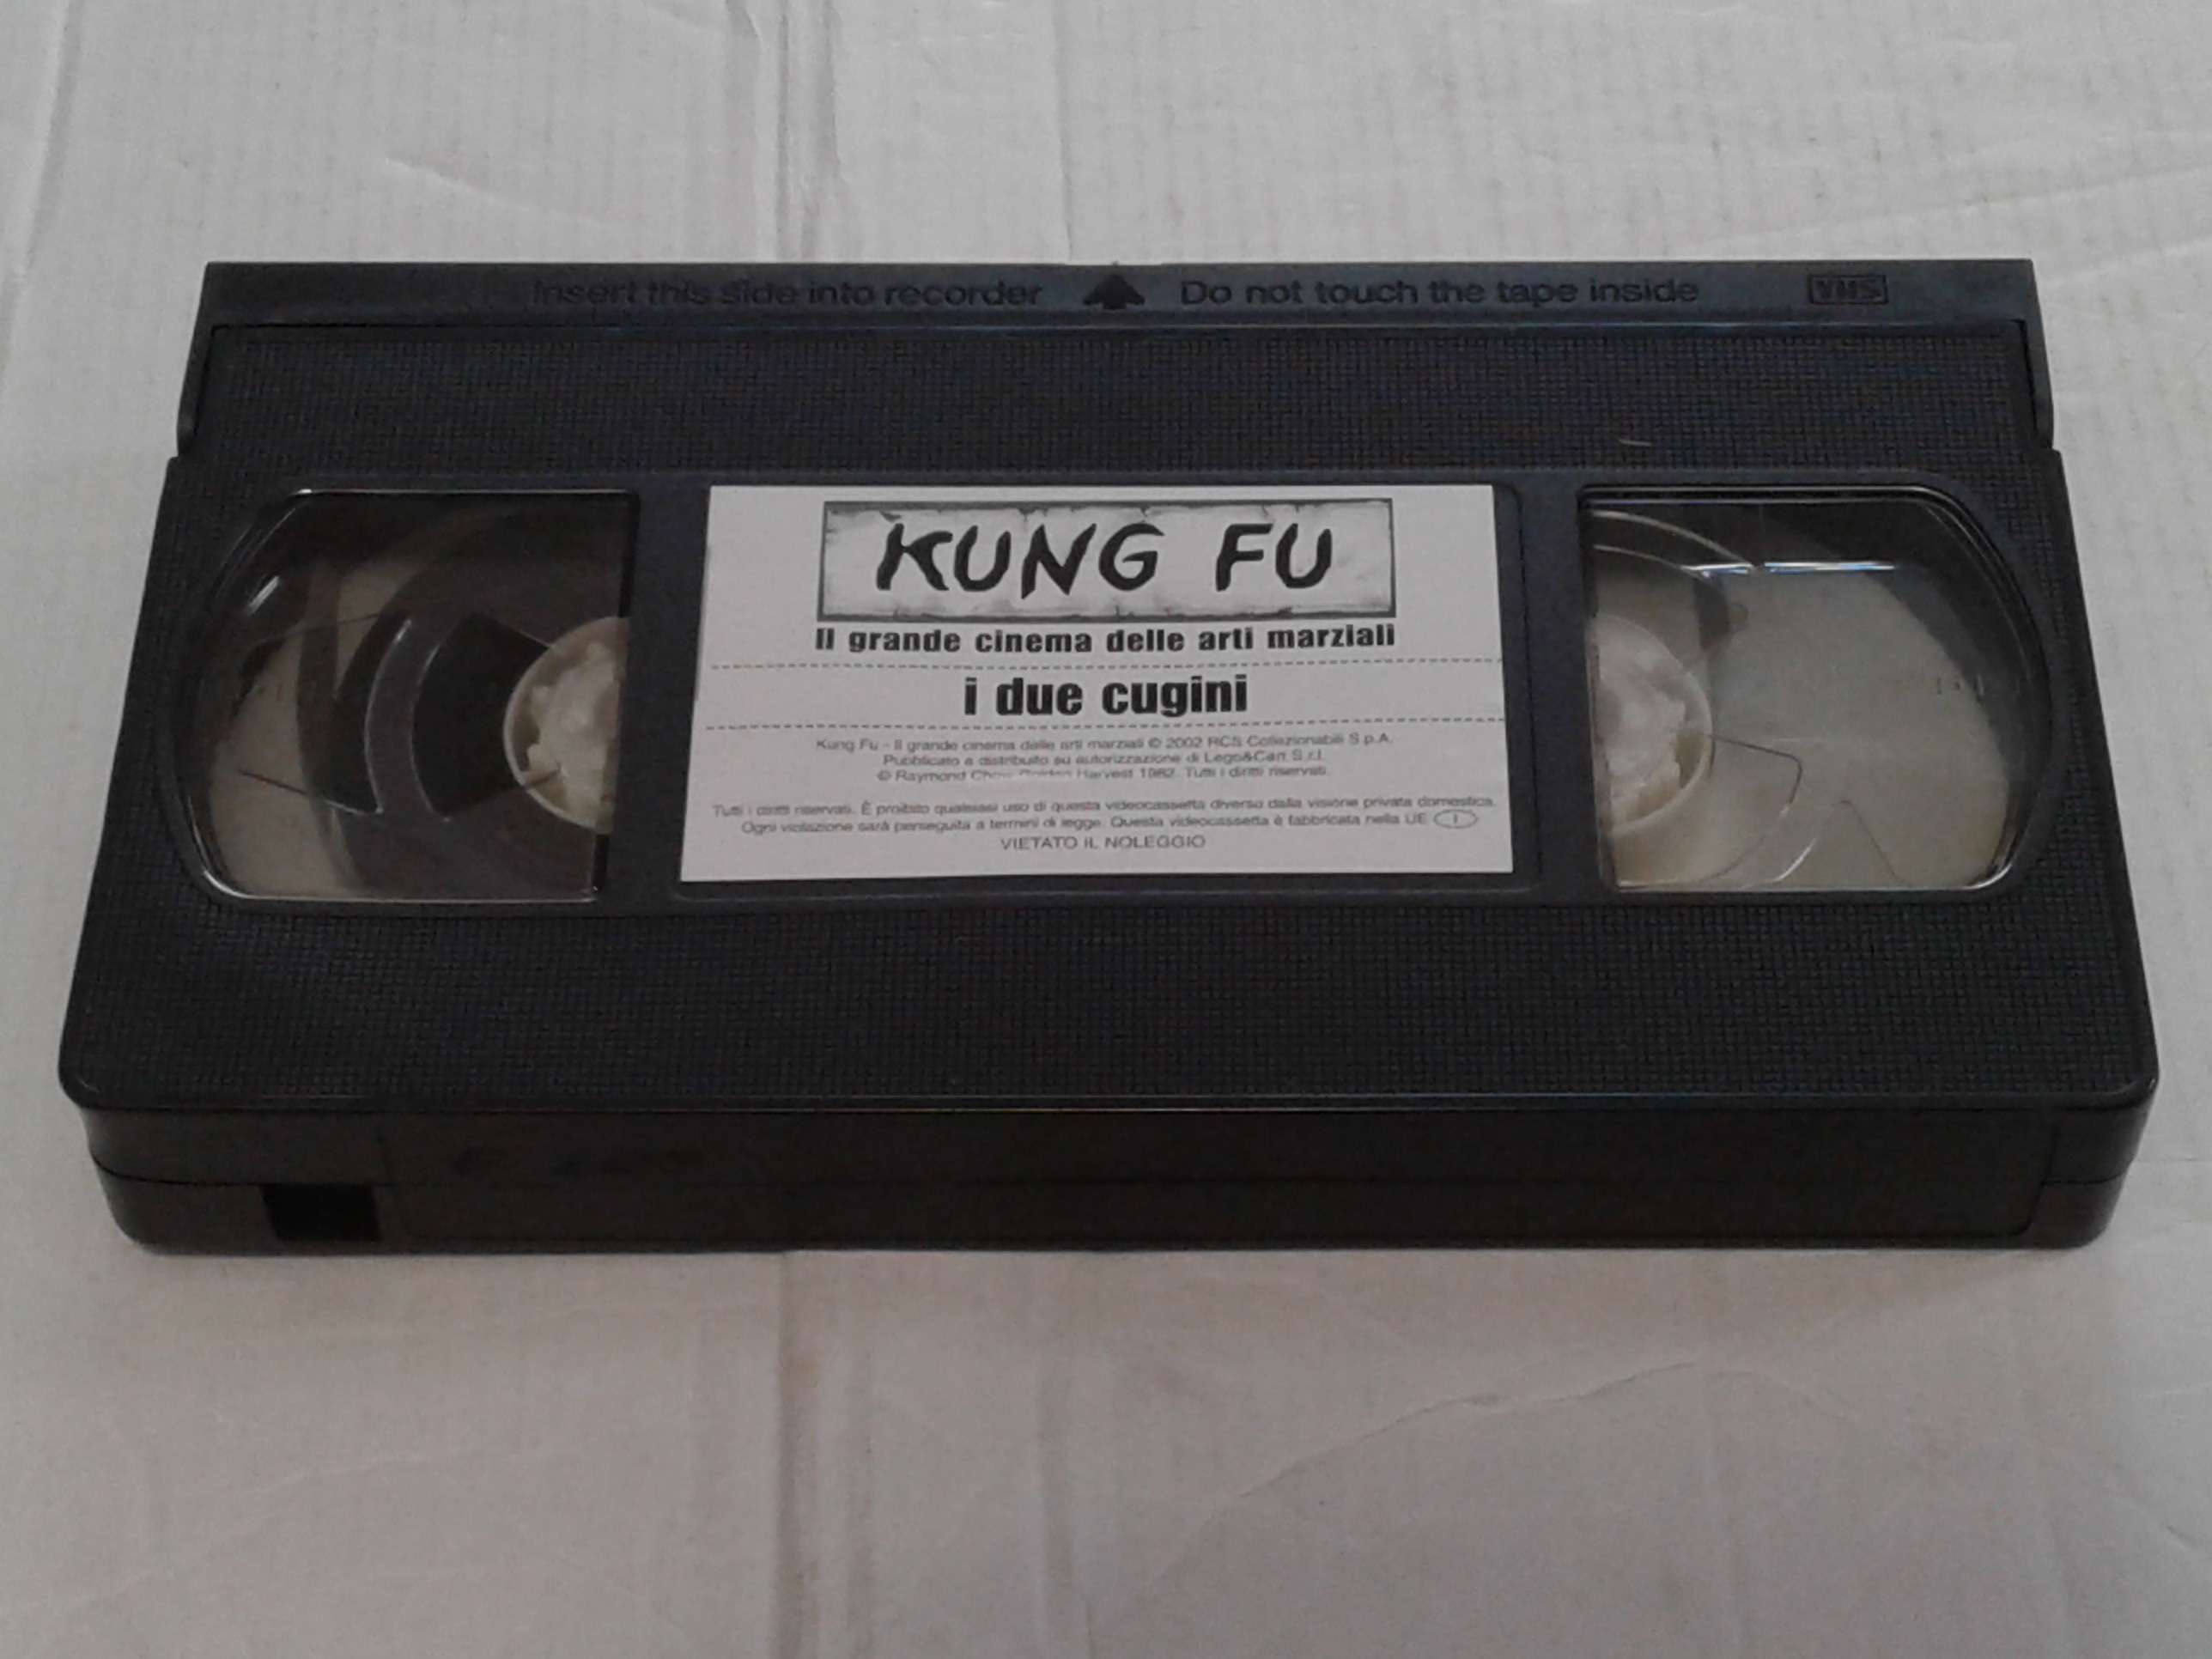 Insert this side into recorder Do not touch the tape inside VHS
KUNG FU
Il grande cinema delle arti marziali
i due cugini
Kung Fu - Il grande cinema delle arti marziali © 2002 RCS Collezionabili S.p.A.
Pubblicato e distribuito su autorizzazione di Lego&Cart S.r.l.
© Raymond Chow Golden Harvest 1982. Tutti i diritti riservati.
Tutti i diritti riservati. È proibito qualsiasi uso di questa videocassetta diverso dalla visione privata domestica.
Ogni violazione sarà perseguita a termini di legge. Questa videocassetta è fabbricata nella UE I
VIETATO IL NOLEGGIO